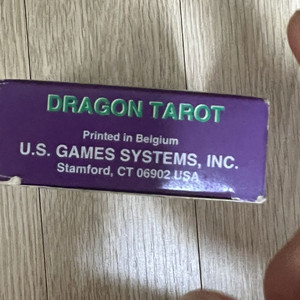 DRAGON TAROT
Printed in Belgium
U.S. GAMES SYSTEMS, INC.
Stamford, CT 06902 USA